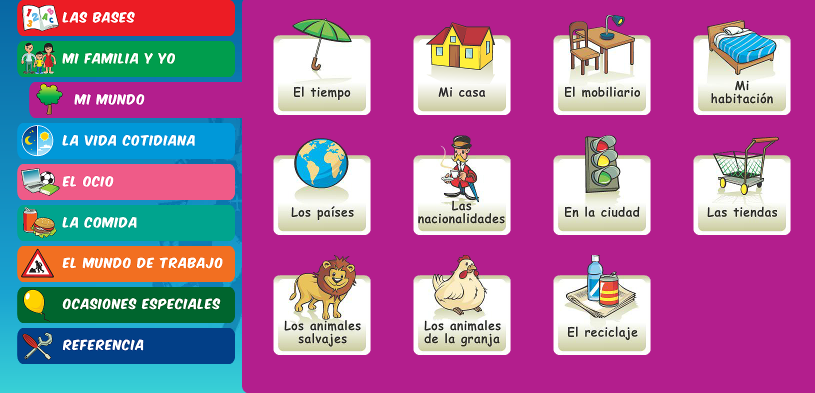 LAS BASES
MI FAMILIA Y YO
MI MUNDO
LA VIDA COTIDIANA
EL OCIO
LA COMIDA
EL MUNDO DE TRABAJO
OCASIONES ESPECIALES
REFERENCIA
El tiempo
Mi casa
El mobiliario
Mi
habitación
Los países
Las
nacionalidades
En la ciudad
Las tiendas
Los animales
salvajes
Los animales
de la granja
El reciclaje